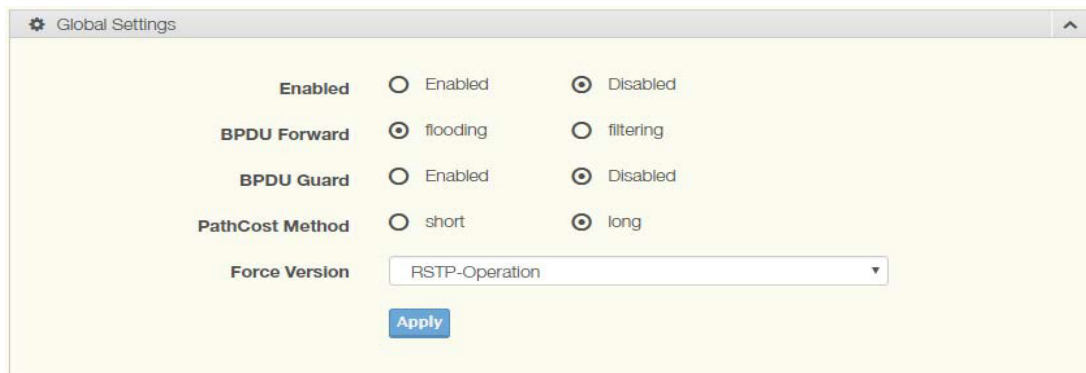 Global Settings
Enabled Enabled Disabled
BPDU Forward flooding filtering
BPDU Guard Enabled Disabled
PathCost Method short long
Force Version RSTP-Operation
Apply